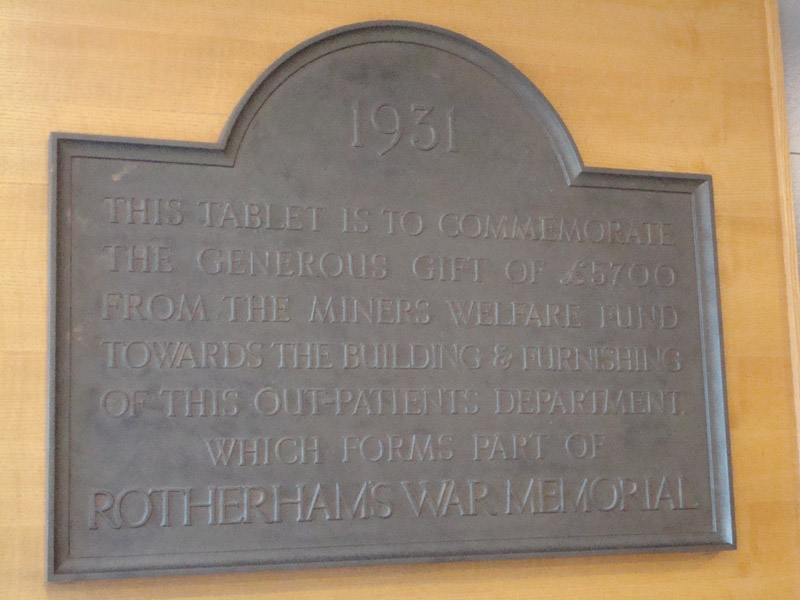 1931
THIS TABLET IS TO COMMEMORATE
THE GENEROUS GIFT OF £5700
FROM THE MINERS WELFARE FUND
TOWARDS THE BUILDING & FURNISHING
OF THIS OUT-PATIENTS DEPARTMENT,
WHICH FORMS PART OF
ROTHERHAM'S WAR MEMORIAL